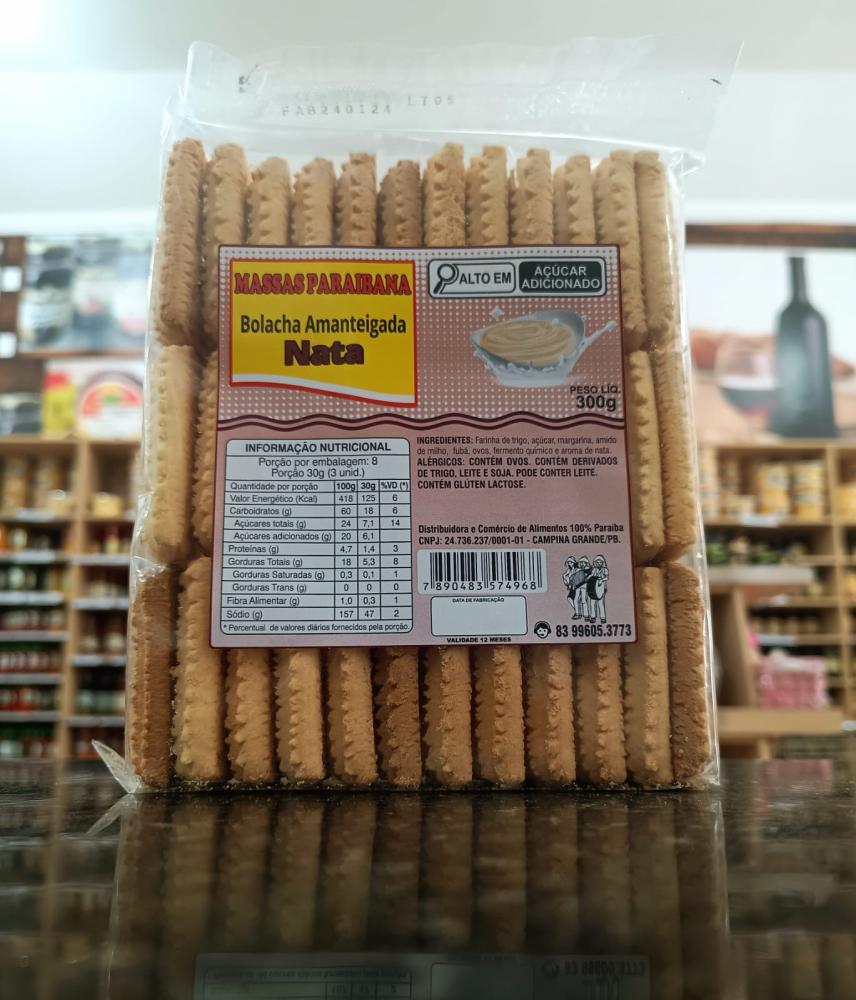 FAB240124 LT05
MASSAS PARAIBANA
Bolacha Amanteigada
Nata
ALTO EM
AÇÚCAR
ADICIONADO
PESO LÍQ.
300g
INFORMAÇÃO NUTRICIONAL
Porção por embalagem: 8
Porção 30g (3 unid.)
Quantidade por porção 100g 30g %VD (*)
Valor Energético (Kcal) 418 125 6
Carboidratos (g) 60 18 6
Açúcares totais (g) 24 7,1 14
Açúcares adicionados (g) 20 6,1
Proteínas (g) 4,7 1,4 3
Gorduras Totais (g) 18 5,3 8
Gorduras Saturadas (g) 0,3 0,1 1
Gorduras Trans (g) 0 0 0
Fibra Alimentar (g) 1,0 0,3 1
Sódio (g) 157 47 2
* Percentual de valores diários fornecidos pela porção.
INGREDIENTES: Farinha de trigo, açúcar, margarina, amido
de milho, fubá, ovos, fermento químico e aroma de nata.
ALÉRGICOS: CONTÉM OVOS. CONTÉM DERIVADOS
DE TRIGO, LEITE E SOJA. PODE CONTER LEITE.
CONTÉM GLÚTEN LACTOSE.
Distribuidora e Comércio de Alimentos 100% Paraiba
CNPJ: 24.736.237/0001-01 - CAMPINA GRANDE/PB.
7 890483 574968
DATA DE FABRICAÇÃO
VALIDADE 12 MESES
83 99605.3773